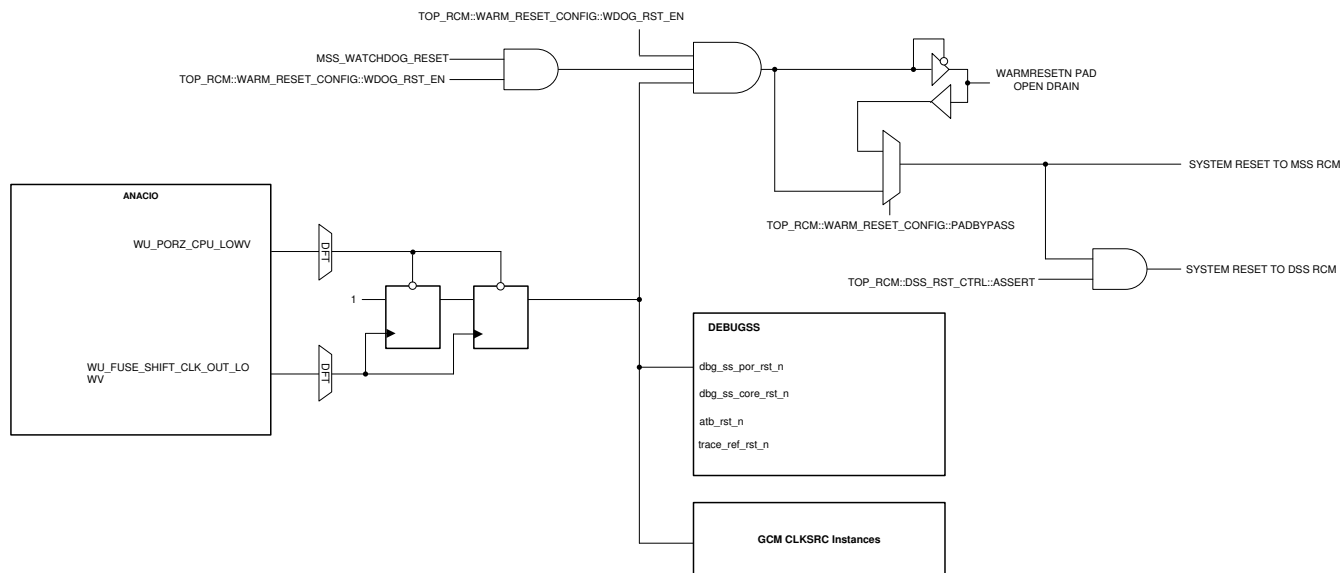 TOP_RCM::WARM_RESET_CONFIG::WDOG_RST_EN
MSS_WATCHDOG_RESET
TOP_RCM::WARM_RESET_CONFIG::WDOG_RST_EN
WARMRESETN PAD
OPEN DRAIN
SYSTEM RESET TO MSS RCM
TOP_RCM::WARM_RESET_CONFIG::PADBYPASS
TOP_RCM::DSS_RST_CTRL::ASSERT
SYSTEM RESET TO DSS RCM
ANACIO
WU_PORZ_CPU_LOWV
DFT
1
WU_FUSE_SHIFT_CLK_OUT_LO
WV
DFT
DEBUGSS
dbg_ss_por_rst_n
dbg_ss_core_rst_n
atb_rst_n
trace_ref_rst_n
GCM CLKSRC Instances